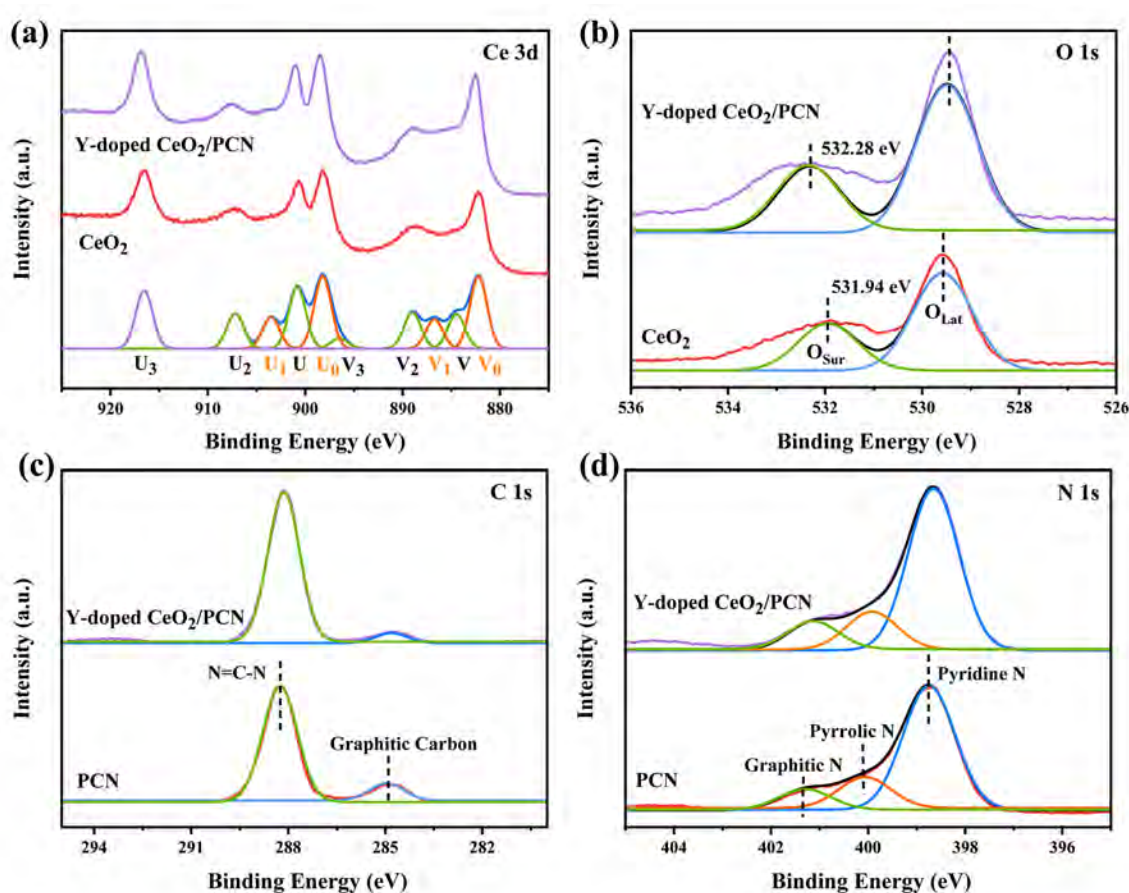 (a)
Ce 3d
Y-doped CeO₂/PCN
CeO₂
U₃ U₂ U₁ U U₀ V₃ V₂ V₁ V V₀
920 910 900 890 880
Binding Energy (eV)
Intensity (a.u.)
(b)
O 1s
Y-doped CeO₂/PCN
532.28 eV
531.94 eV
O_Lat
CeO₂
O_Sur
536 534 532 530 528 526
Binding Energy (eV)
Intensity (a.u.)
(c)
C 1s
Y-doped CeO₂/PCN
N=C-N
Graphitic Carbon
PCN
294 291 288 285 282
Binding Energy (eV)
Intensity (a.u.)
(d)
N 1s
Y-doped CeO₂/PCN
Pyridine N
Pyrrolic N
Graphitic N
PCN
404 402 400 398 396
Binding Energy (eV)
Intensity (a.u.)